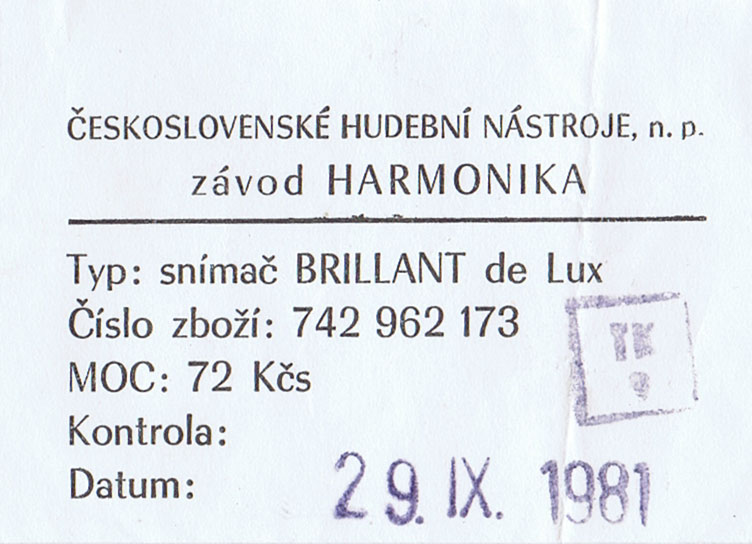 ČESKOSLOVENSKÉ HUDEBNÍ NÁSTROJE, n. p.
závod HARMONIKA
Typ: snímač BRILLANT de Lux
Číslo zboží: 742 962 173
TK
9
MOC: 72 Kčs
Kontrola:
Datum: 29. IX. 1981